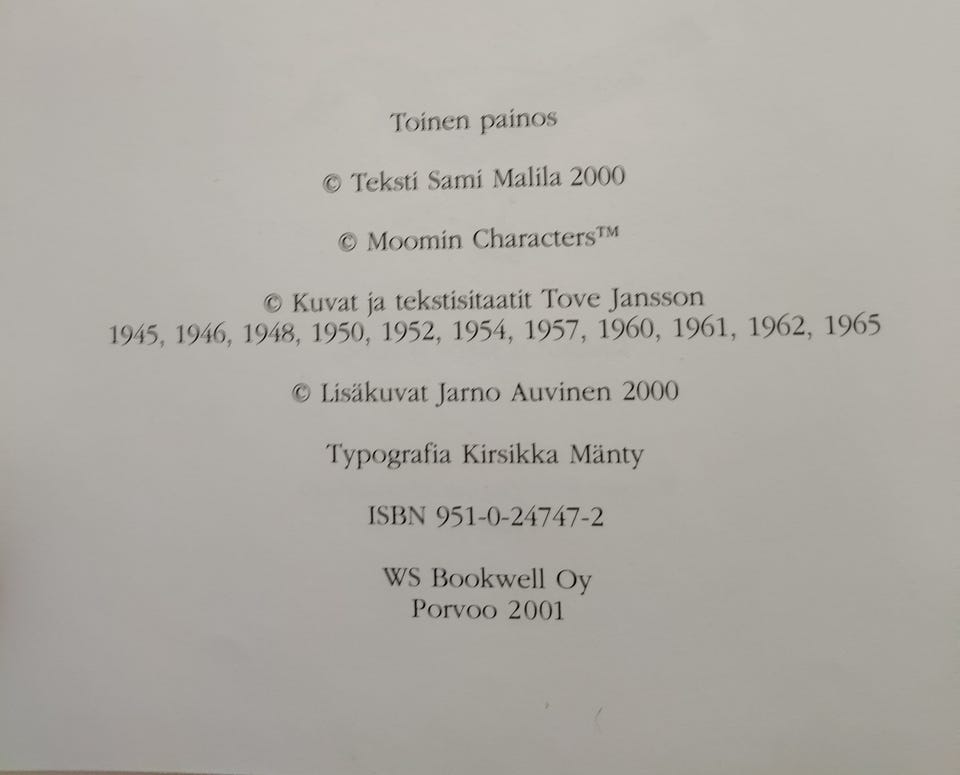 Toinen painos
© Teksti Sami Malila 2000
© Moomin Characters™
© Kuvat ja tekstisitaatit Tove Jansson
1945, 1946, 1948, 1950, 1952, 1954, 1957, 1960, 1961, 1962, 1965
© Lisäkuvat Jarno Auvinen 2000
Typografia Kirsikka Mänty
ISBN 951-0-24747-2
WS Bookwell Oy
Porvoo 2001